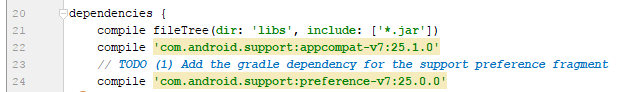 20 dependencies {
21 compile fileTree(dir: 'libs', include: ['*.jar'])
22 compile 'com.android.support:appcompat-v7:25.1.0'
23 // TODO (1) Add the gradle dependency for the support preference fragment
24 compile 'com.android.support:preference-v7:25.0.0'